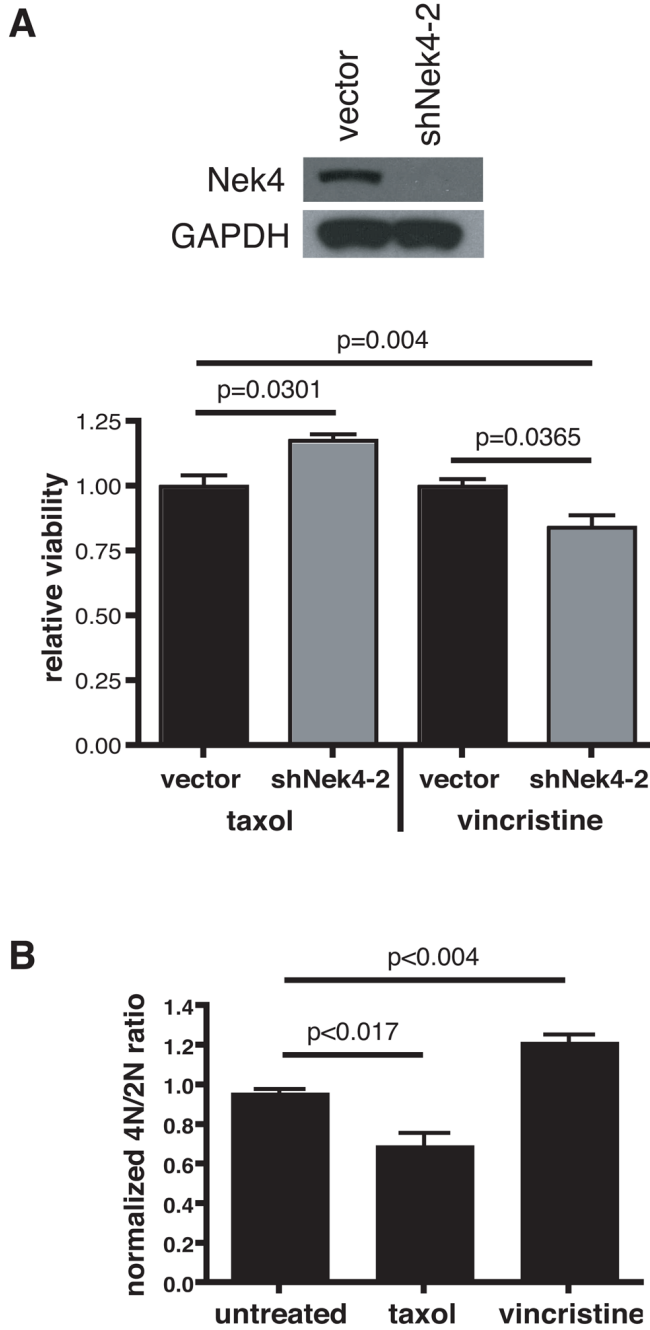 A
vector
shNek4-2
Nek4
GAPDH
p=0.004
p=0.0301
p=0.0365
relative viability
1.25
1.00
0.75
0.50
0.25
0.00
vector shNek4-2 vector shNek4-2
taxol vincristine
B
p<0.004
p<0.017
normalized 4N/2N ratio
1.4
1.2
1.0
0.8
0.6
0.4
0.2
0.0
untreated taxol vincristine